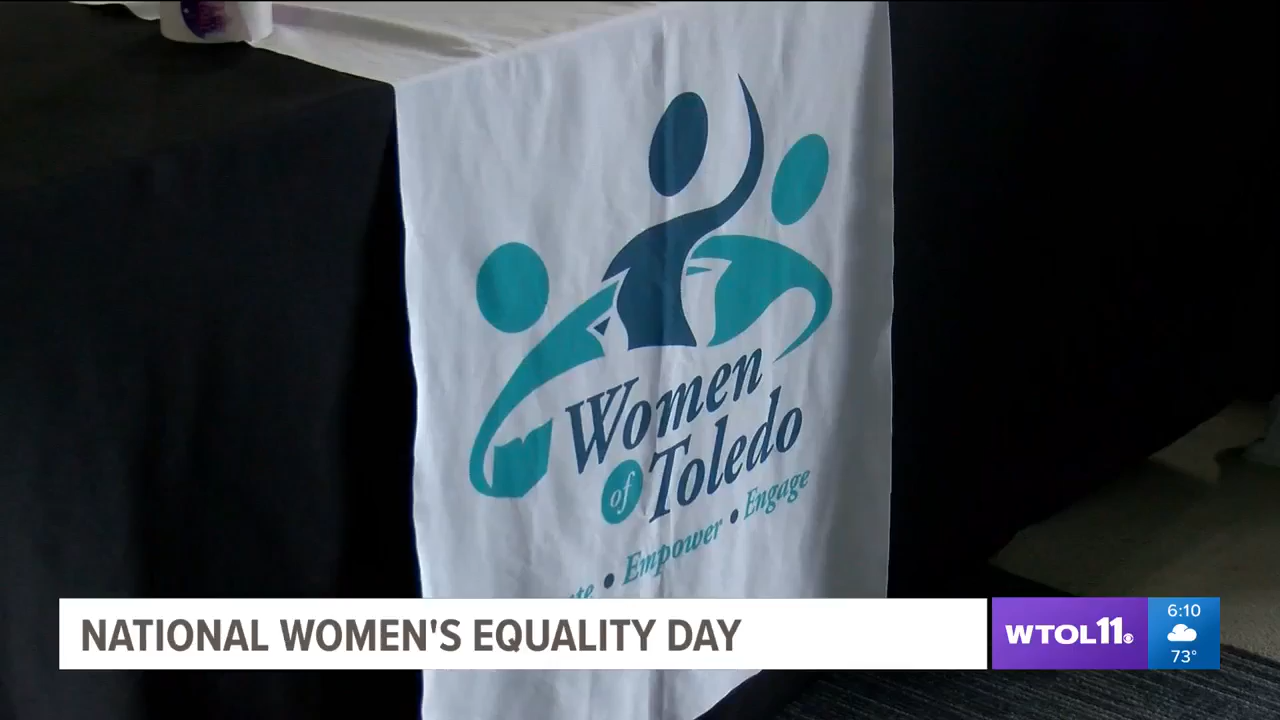 Women
of Toledo
• Empower • Engage
NATIONAL WOMEN'S EQUALITY DAY
WTOL11
6:10
73°